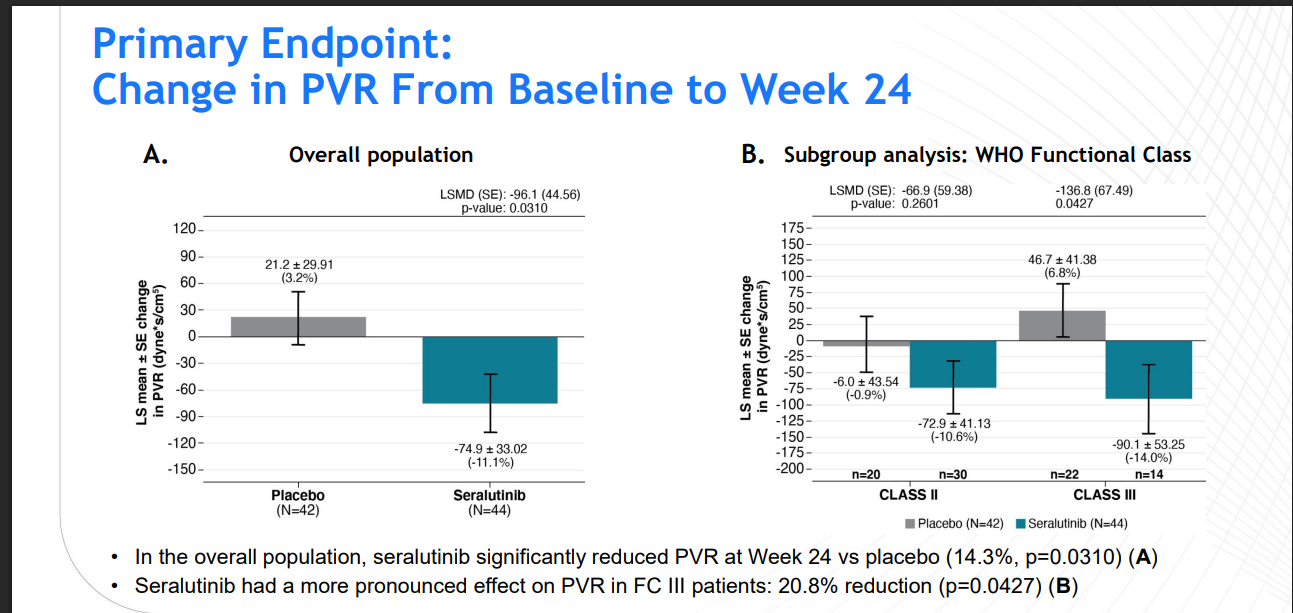 Primary Endpoint:
Change in PVR From Baseline to Week 24
A. Overall population
LSMD (SE): -96.1 (44.56)
p-value: 0.0310
LS mean ± SE change
in PVR (dyne*s/cm⁵)
120
90
60
30
0
-30
-60
-90
-120
-150
21.2 ± 29.91
(3.2%)
-74.9 ± 33.02
(-11.1%)
Placebo
(N=42)
Seralutinib
(N=44)
B. Subgroup analysis: WHO Functional Class
LSMD (SE): -66.9 (59.38) -136.8 (67.49)
p-value: 0.2601 0.0427
LS mean ± SE change
in PVR (dyne*s/cm⁵)
175
150
125
100
75
50
25
0
-25
-50
-75
-100
-125
-150
-175
-200
46.7 ± 41.38
(6.8%)
-6.0 ± 43.54
(-0.9%)
-72.9 ± 41.13
(-10.6%)
-90.1 ± 53.25
(-14.0%)
n=20 n=30 n=22 n=14
CLASS II CLASS III
Placebo (N=42) Seralutinib (N=44)
• In the overall population, seralutinib significantly reduced PVR at Week 24 vs placebo (14.3%, p=0.0310) (A)
• Seralutinib had a more pronounced effect on PVR in FC III patients: 20.8% reduction (p=0.0427) (B)